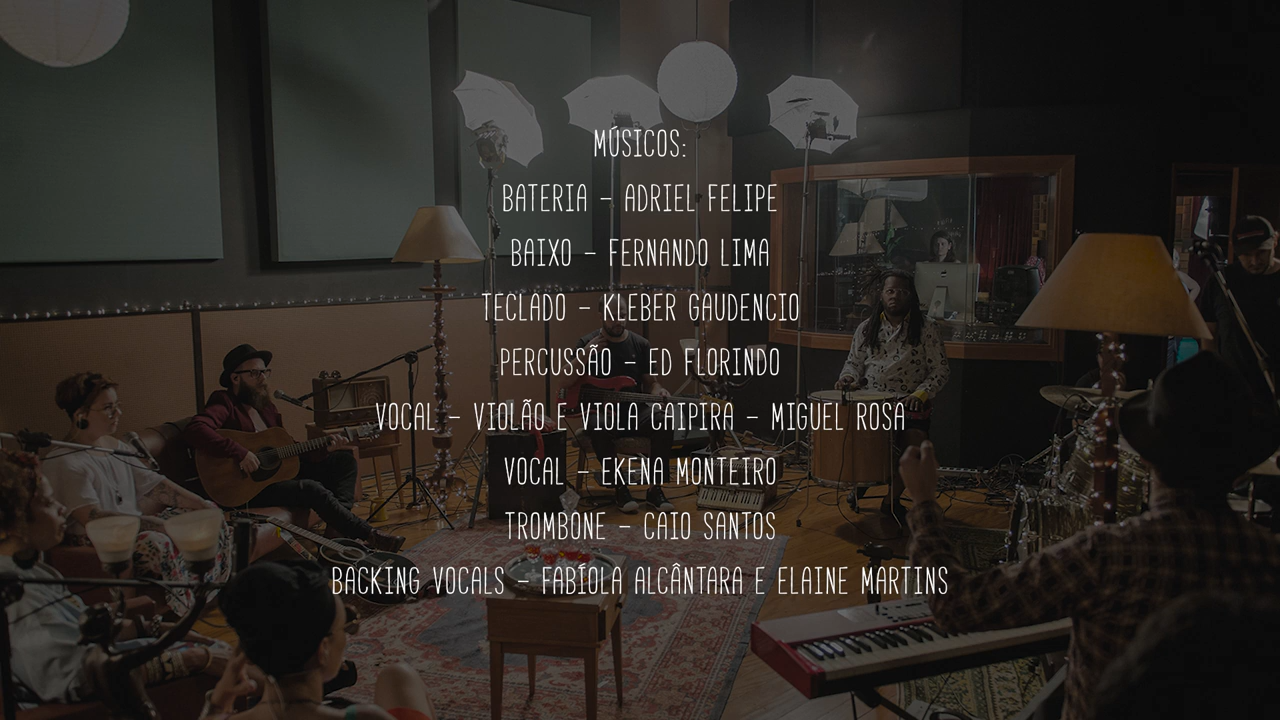 MÚSICOS:
BATERIA – ADRIEL FELIPE
BAIXO – FERNANDO LIMA
TECLADO – KLEBER GAUDENCIO
PERCUSSÃO – ED FLORINDO
VOCAL – VIOLÃO E VIOLA CAIPIRA – MIGUEL ROSA
VOCAL – EKENA MONTEIRO
TROMBONE – CAIO SANTOS
BACKING VOCALS – FABÍOLA ALCÂNTARA E ELAINE MARTINS